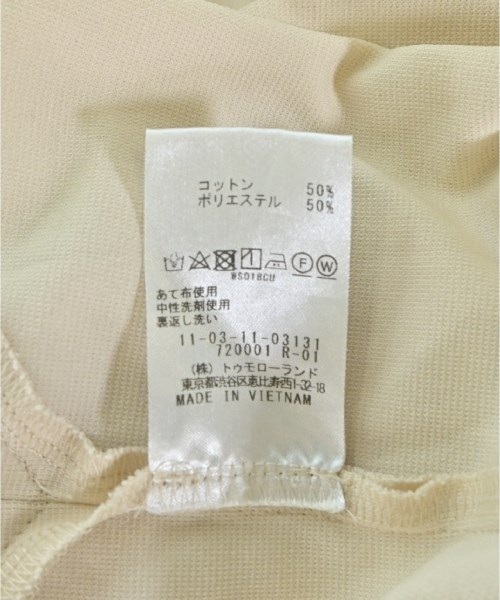 コットン 50%
ポリエステル 50%
F W
WS018CU
あて布使用
中性洗剤使用
裏返し洗い
11-03-11-03131
720001 R-01
(株) トゥモローランド
東京都渋谷区恵比寿西1-32-18
MADE IN VIETNAM